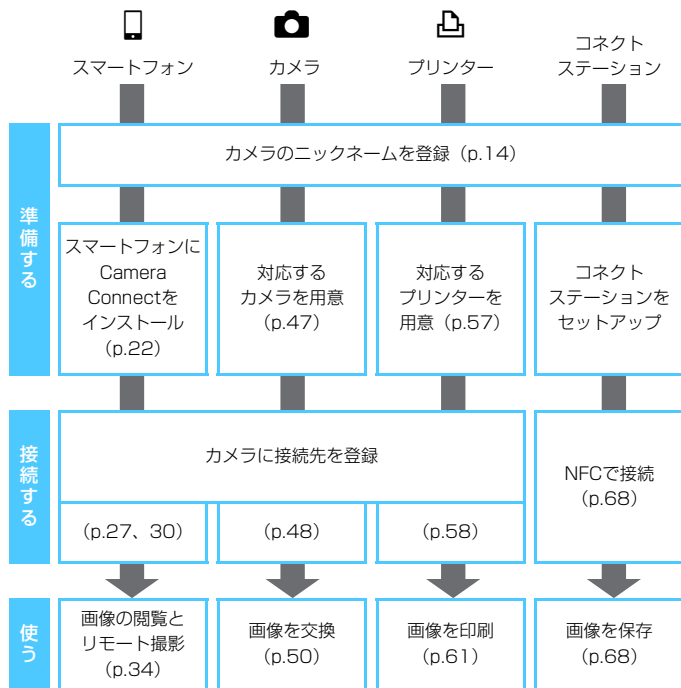 スマートフォン
カメラ
プリンター
コネクト
ステーション
準備する
カメラのニックネームを登録（p.14）
スマートフォンに
Camera
Connectを
インストール
（p.22）
対応する
カメラを用意
（p.47）
対応する
プリンターを
用意（p.57）
コネクト
ステーションを
セットアップ
接続する
カメラに接続先を登録
（p.27、30）
（p.48）
（p.58）
NFCで接続
（p.68）
使う
画像の閲覧と
リモート撮影
（p.34）
画像を交換
（p.50）
画像を印刷
（p.61）
画像を保存
（p.68）